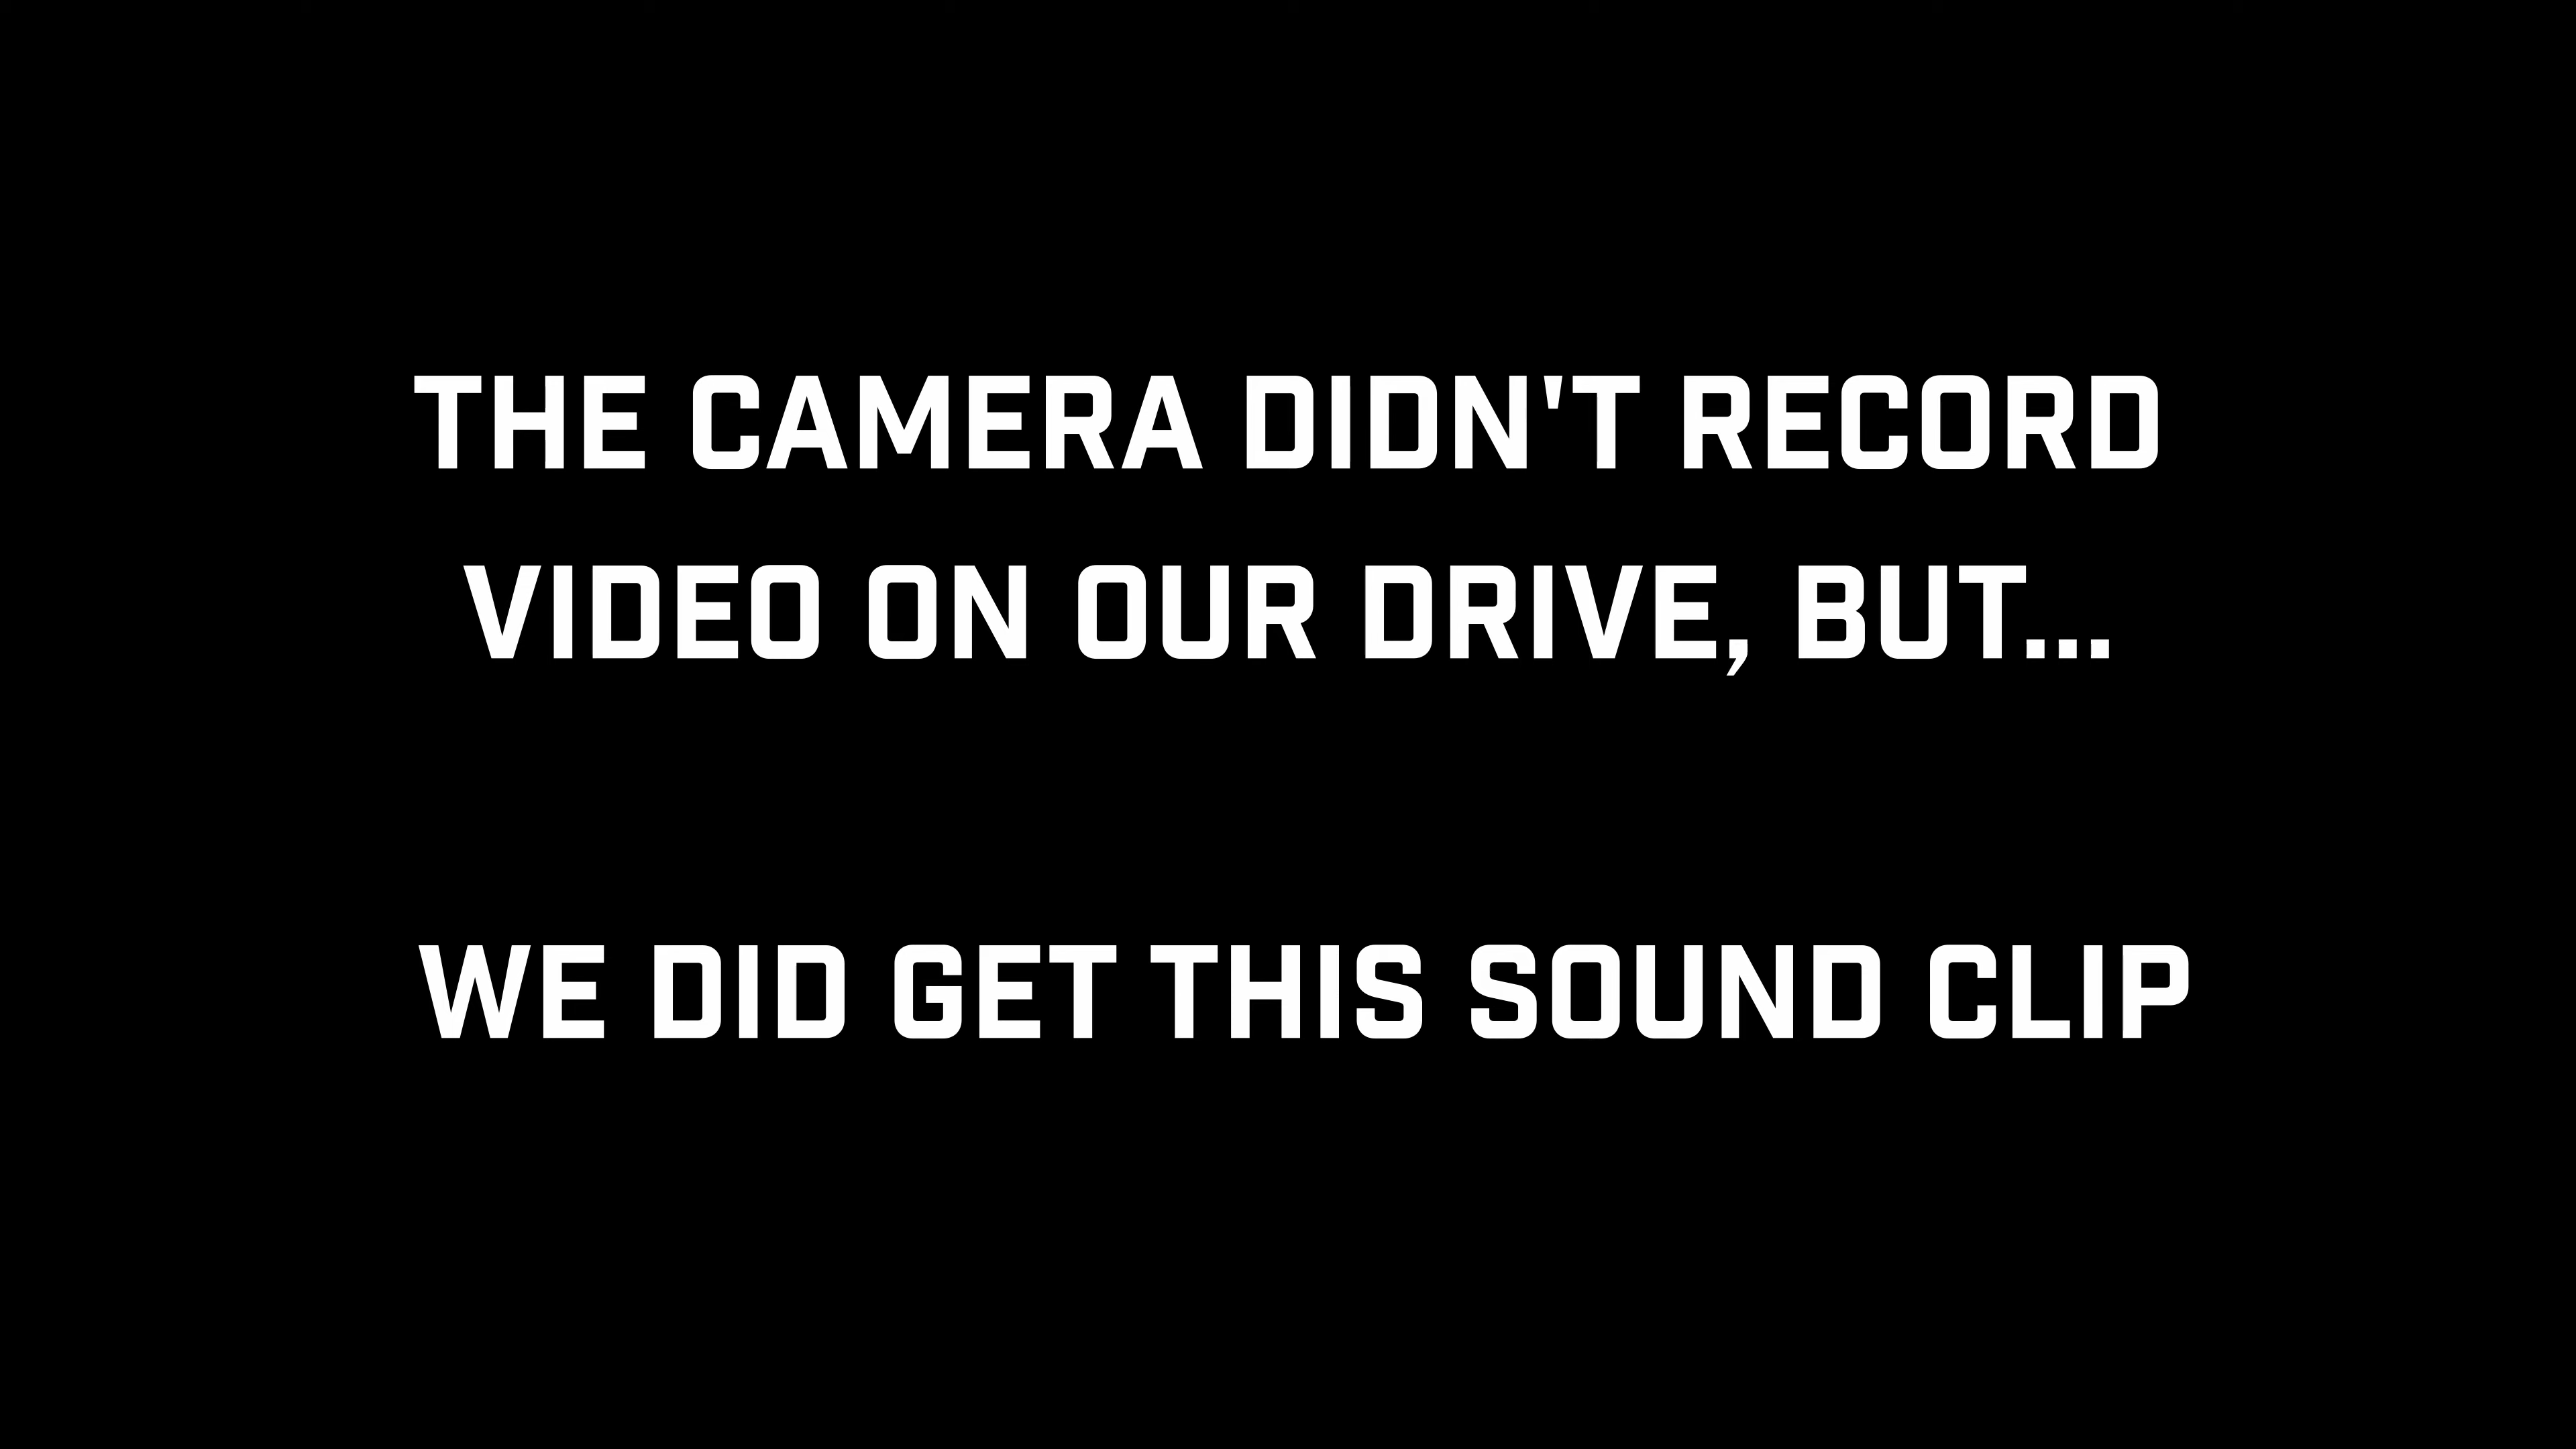 THE CAMERA DIDN'T RECORD
VIDEO ON OUR DRIVE, BUT...
WE DID GET THIS SOUND CLIP